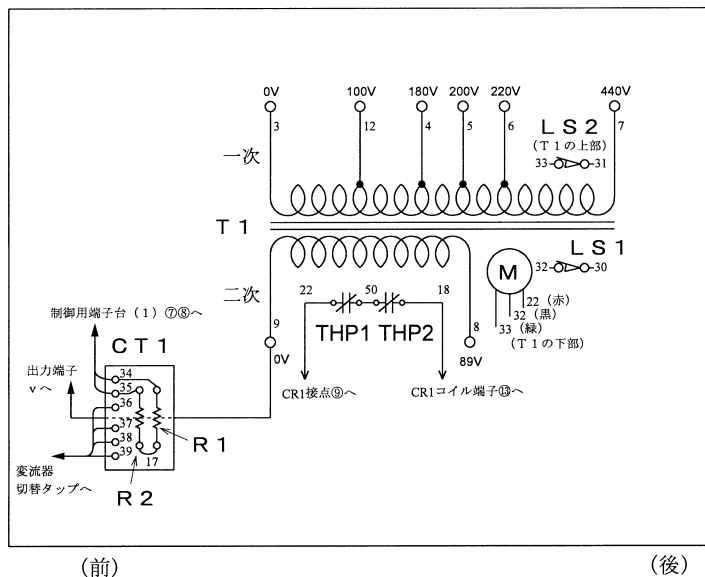 0V 100V 180V 200V 220V 440V
3 12 4 5 6 7
LS2
(T1の上部)
33 31
一次
T1
LS1
32 30
M
二次
22 50 18
22(赤)
32(黒)
33(緑)
(T1の下部)
THP1 THP2
制御用端子台(1)⑦⑧へ
9 8
0V 89V
CT1
CR1接点⑨へ
CR1コイル端子⑬へ
出力端子
vへ
34
35
36
37
38
39
17
R1
R2
変流器
切替タップへ
(前) (後)